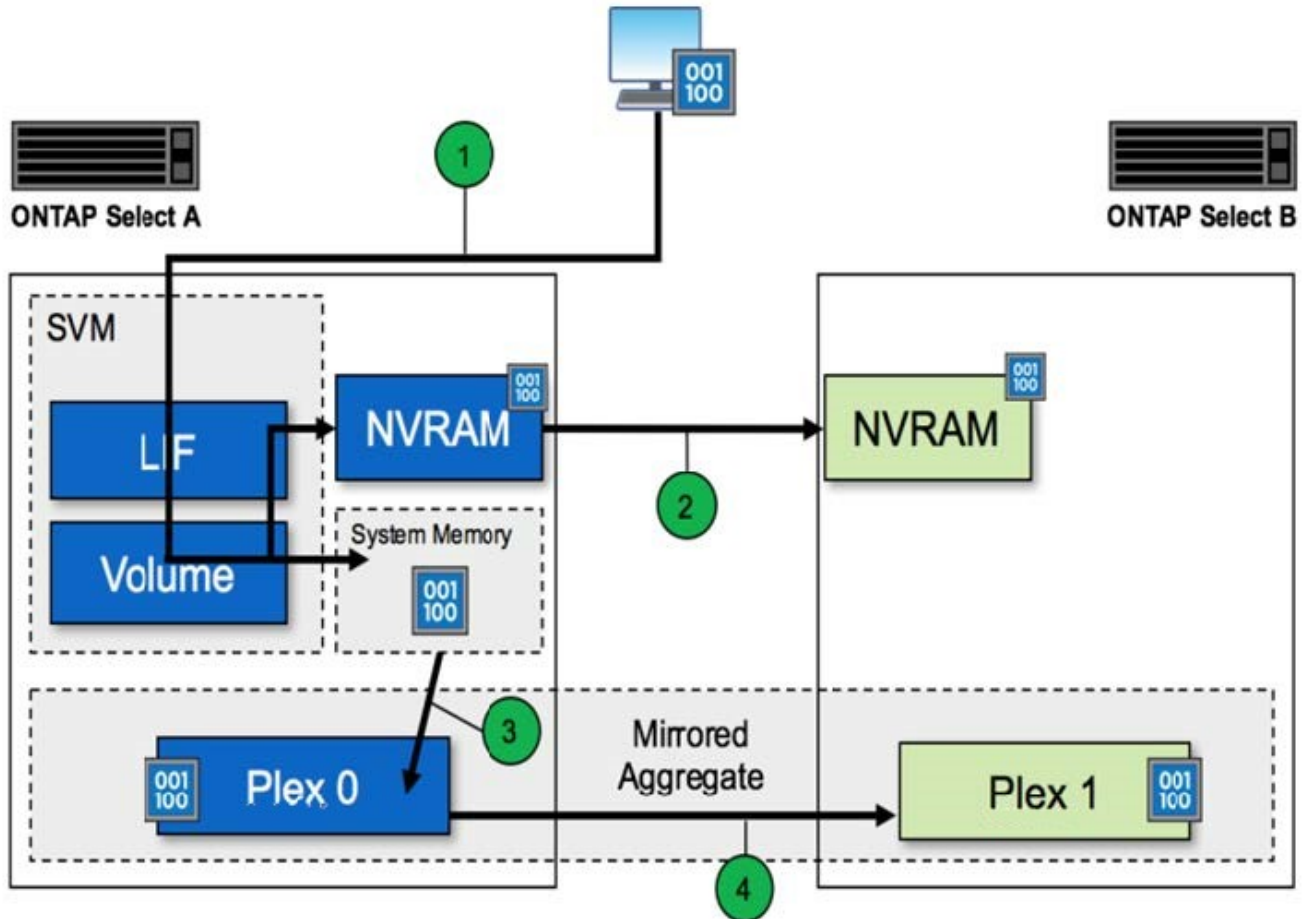 001
100
1
ONTAP Select A
ONTAP Select B
SVM
LIF
Volume
NVRAM
001
100
2
NVRAM
001
100
System Memory
001
100
3
Mirrored
Aggregate
001
100
Plex 0
Plex 1
001
100
4